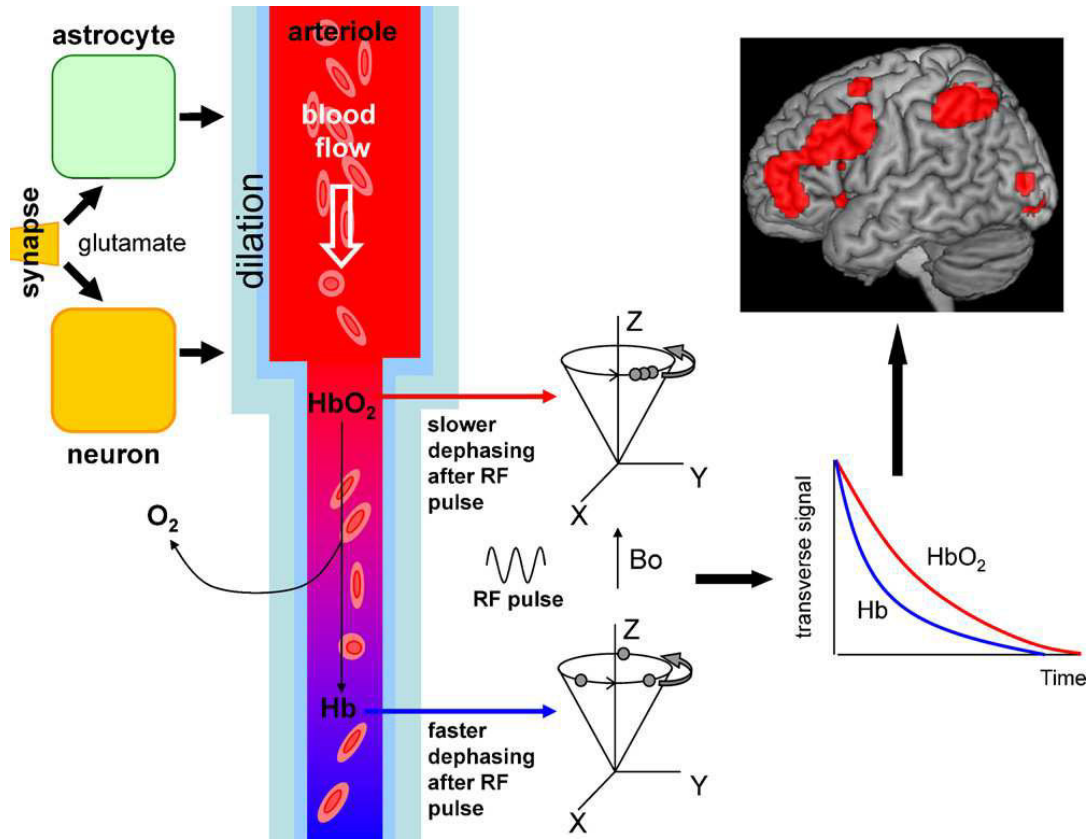 astrocyte
arteriole
blood
flow
synapse
glutamate
dilation
neuron
HbO₂
O₂
Hb
slower
dephasing
after RF
pulse
Z
Y
X
RF pulse
Bo
faster
dephasing
after RF
pulse
Z
Y
X
transverse signal
HbO₂
Hb
Time